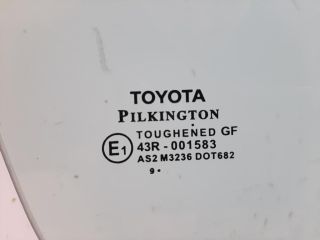 TOYOTA
PILKINGTON
TOUGHENED GF
E1 43R - 001583
AS2 M3236 DOT682
9 •